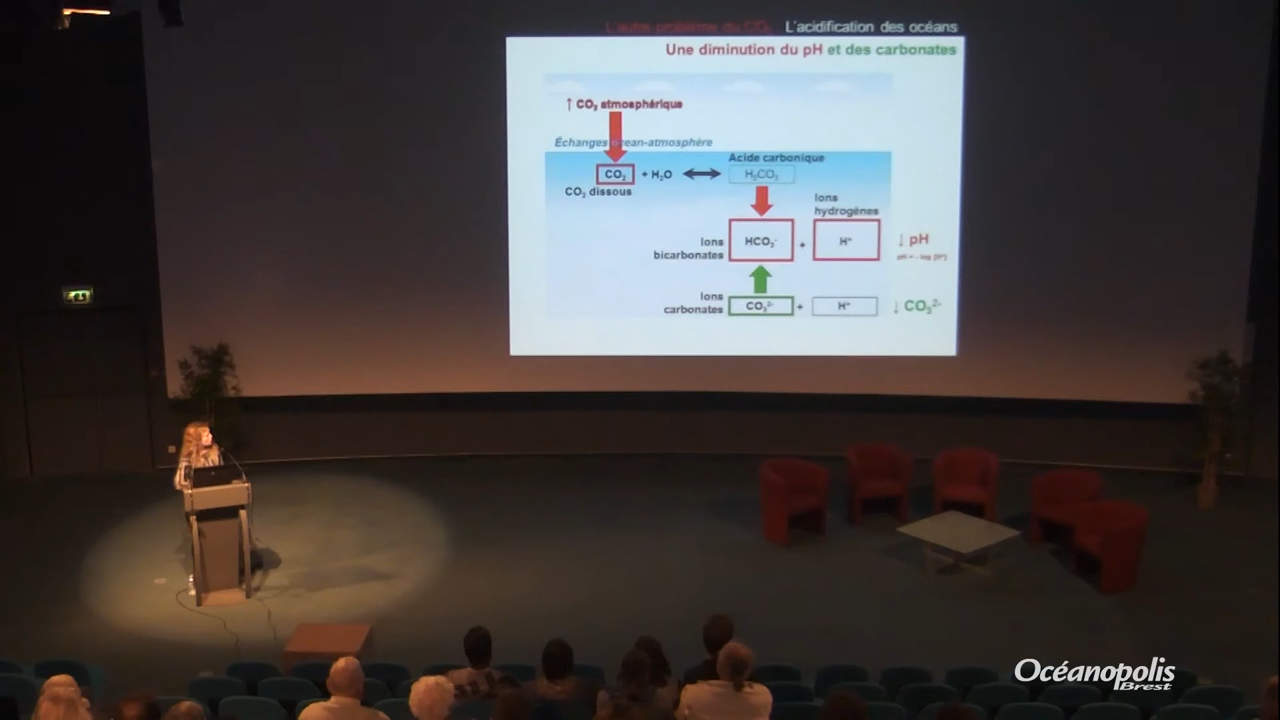 L'autre problème du CO₂ L'acidification des océans
Une diminution du pH et des carbonates
↑ CO₂ atmosphérique
Échanges océan-atmosphère
Acide carbonique
CO₂ + H₂O ↔ H₂CO₃
CO₂ dissous
Ions
hydrogènes
Ions
bicarbonates
HCO₃⁻ + H⁺
↓ pH
pH = - log [H⁺]
Ions
carbonates
CO₃²⁻ + H⁺
↓ CO₃²⁻
Océanopolis
Brest